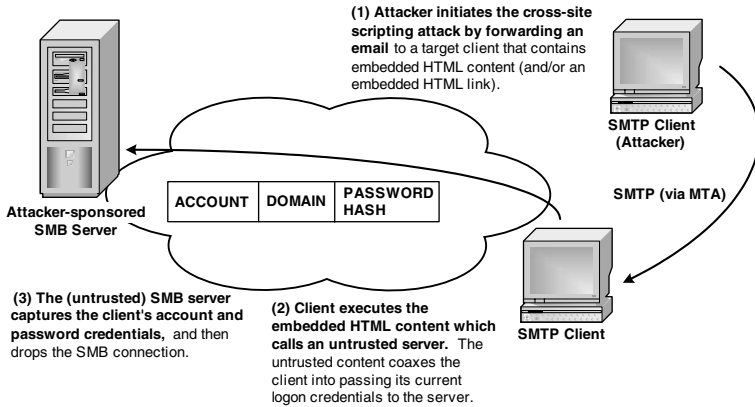 (1) Attacker initiates the cross-site
scripting attack by forwarding an
email to a target client that contains
embedded HTML content (and/or an
embedded HTML link).
SMTP Client
(Attacker)
SMTP (via MTA)
ACCOUNT
DOMAIN
PASSWORD
HASH
Attacker-sponsored
SMB Server
(3) The (untrusted) SMB server
captures the client's account and
password credentials, and then
drops the SMB connection.
(2) Client executes the
embedded HTML content which
calls an untrusted server. The
untrusted content coaxes the
client into passing its current
logon credentials to the server.
SMTP Client